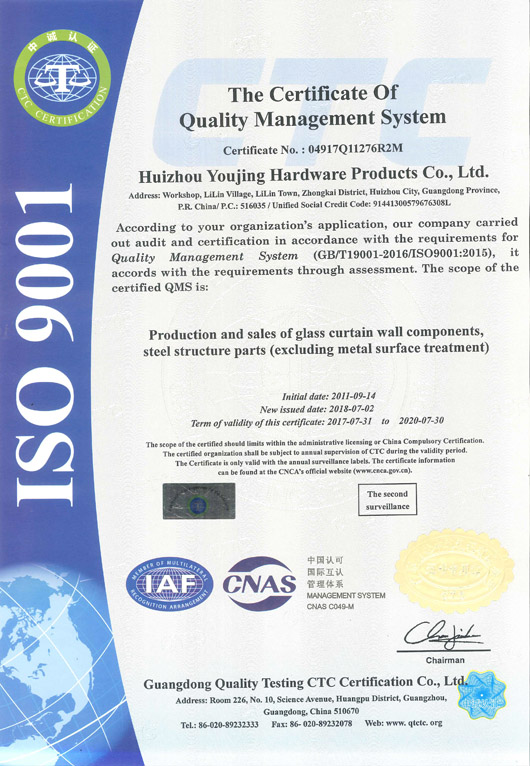 中诚认证
CTC CERTIFICATION
CTC
The Certificate Of
Quality Management System
Certificate No. : 04917Q11276R2M
Huizhou Youjing Hardware Products Co., Ltd.
Address: Workshop, LiLin Village, LiLin Town, Zhongkai District, Huizhou City, Guangdong Province,
P.R. China/ P.C.: 516035 / Unified Social Credit Code: 91441300579676308L
According to your organization's application, our company carried
out audit and certification in accordance with the requirements for
Quality Management System (GB/T19001-2016/ISO9001:2015), it
accords with the requirements through assessment. The scope of the
certified QMS is:
ISO 9001
Production and sales of glass curtain wall components,
steel structure parts (excluding metal surface treatment)
Initial date: 2011-09-14
New issued date: 2018-07-02
Term of validity of this certificate: 2017-07-31 to 2020-07-30
The scope of the certified should limits within the administrative licensing or China Compulsory Certification.
The certified organization shall be subject to annual supervision of CTC during the validity period.
The Certificate is only valid with the annual surveillance labels. The certificate information
can be found at the CNCA's official website (www.cnca.gov.cn).
The second
surveillance
MEMBER OF MULTILATERAL
IAF
RECOGNITION ARRANGEMENT
CNAS
中国认可
国际互认
管理体系
MANAGEMENT SYSTEM
CNAS C049-M
Chairman
Guangdong Quality Testing CTC Certification Co., Ltd.
Address: Room 226, No. 10, Science Avenue, Huangpu District, Guangzhou,
Guangdong, China 510670
Tel.: 86-020-89232333 Fax: 86- 020-89232078 Web: www. qtctc. org